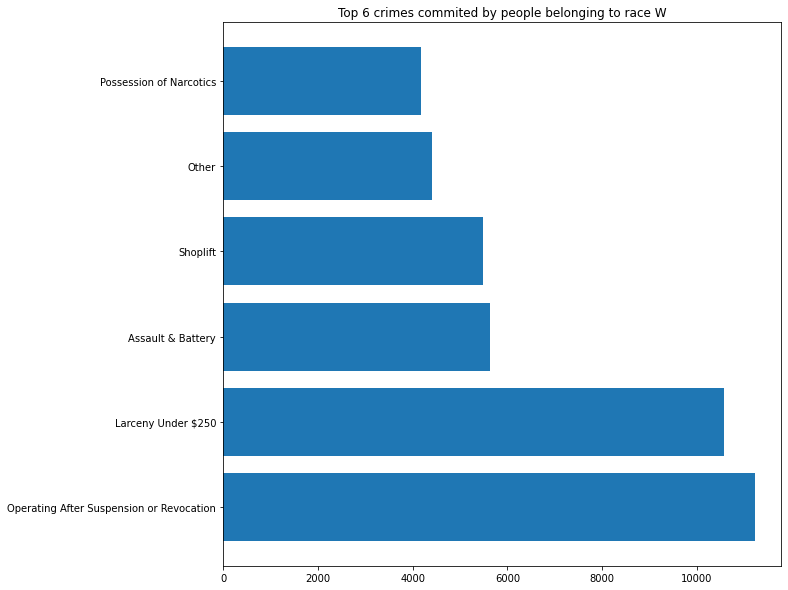 Top 6 crimes commited by people belonging to race W
Possession of Narcotics
Other
Shoplift
Assault & Battery
Larceny Under $250
Operating After Suspension or Revocation
0 2000 4000 6000 8000 10000